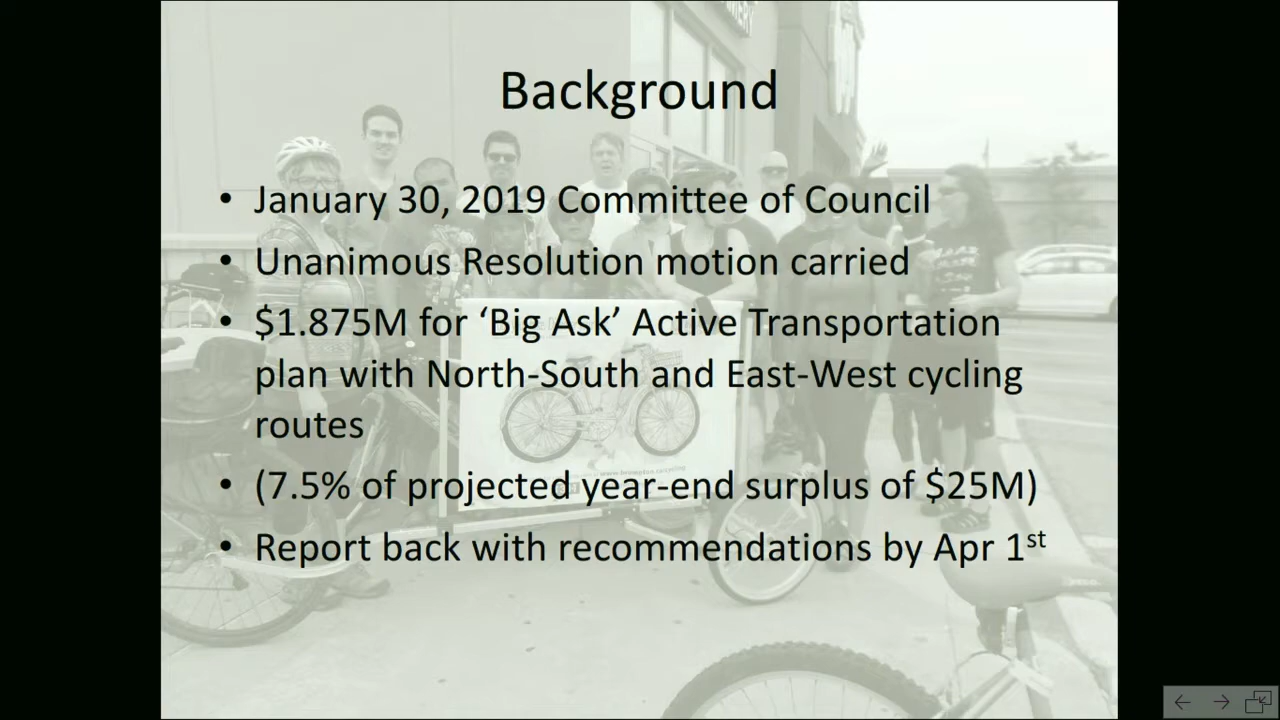 Background
• January 30, 2019 Committee of Council
• Unanimous Resolution motion carried
• $1.875M for ‘Big Ask’ Active Transportation
plan with North-South and East-West cycling
routes
• (7.5% of projected year-end surplus of $25M)
• Report back with recommendations by Apr 1st